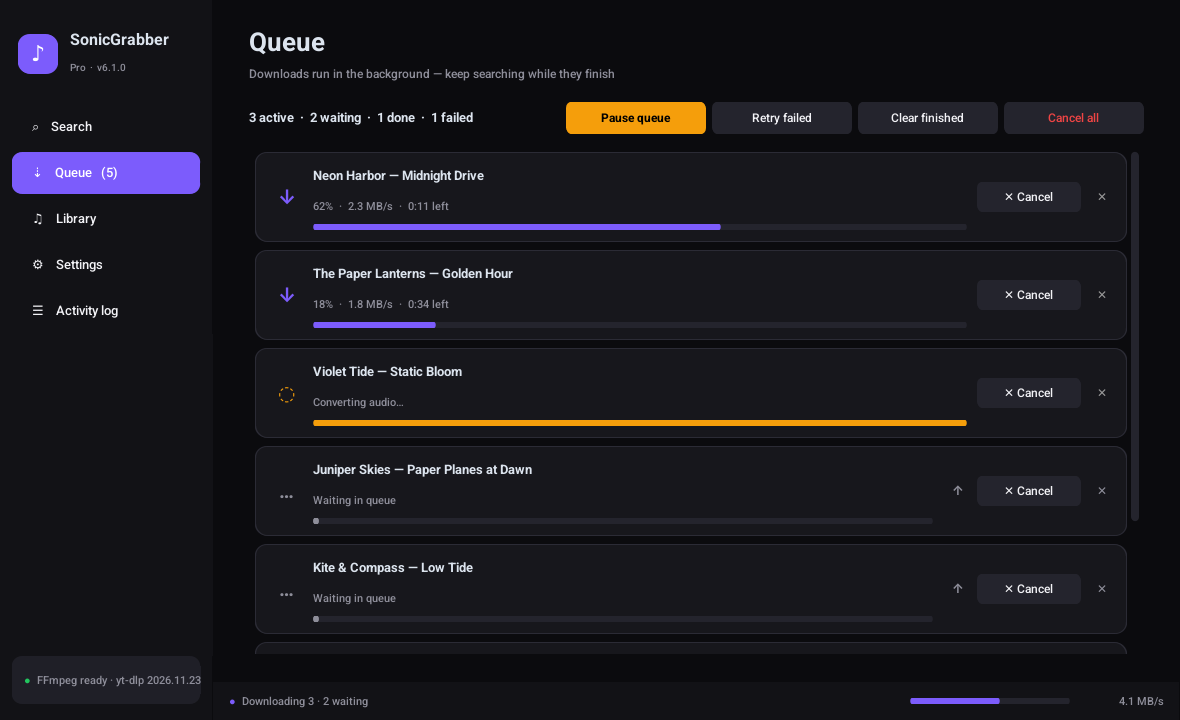 SonicGrabber
Pro · v6.1.0
Search
Queue (5)
Library
Settings
Activity log
FFmpeg ready · yt-dlp 2026.11.23
Queue
Downloads run in the background — keep searching while they finish
3 active · 2 waiting · 1 done · 1 failed
Pause queue
Retry failed
Clear finished
Cancel all
Neon Harbor — Midnight Drive
62% · 2.3 MB/s · 0:11 left
✕ Cancel
The Paper Lanterns — Golden Hour
18% · 1.8 MB/s · 0:34 left
✕ Cancel
Violet Tide — Static Bloom
Converting audio…
✕ Cancel
Juniper Skies — Paper Planes at Dawn
Waiting in queue
✕ Cancel
Kite & Compass — Low Tide
Waiting in queue
✕ Cancel
Downloading 3 · 2 waiting
4.1 MB/s